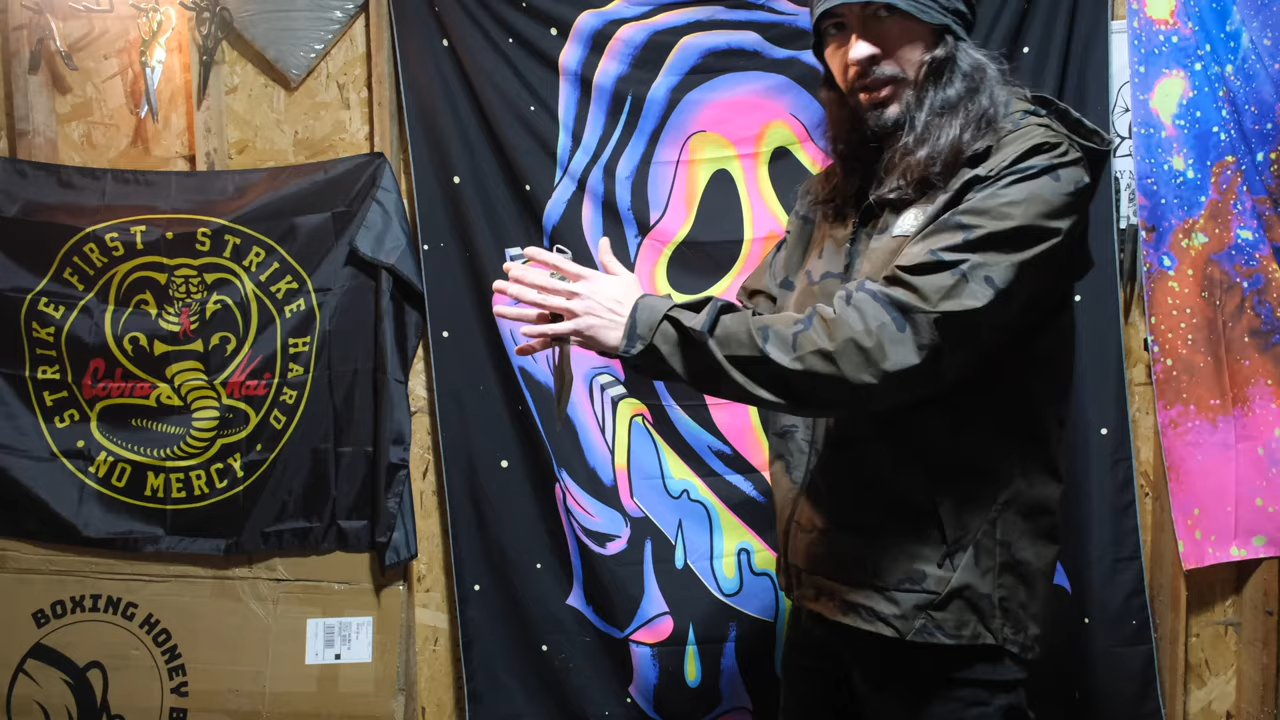 STRIKE FIRST · STRIKE HARD · NO MERCY ·
Cobra Kai
BOXING HONEY